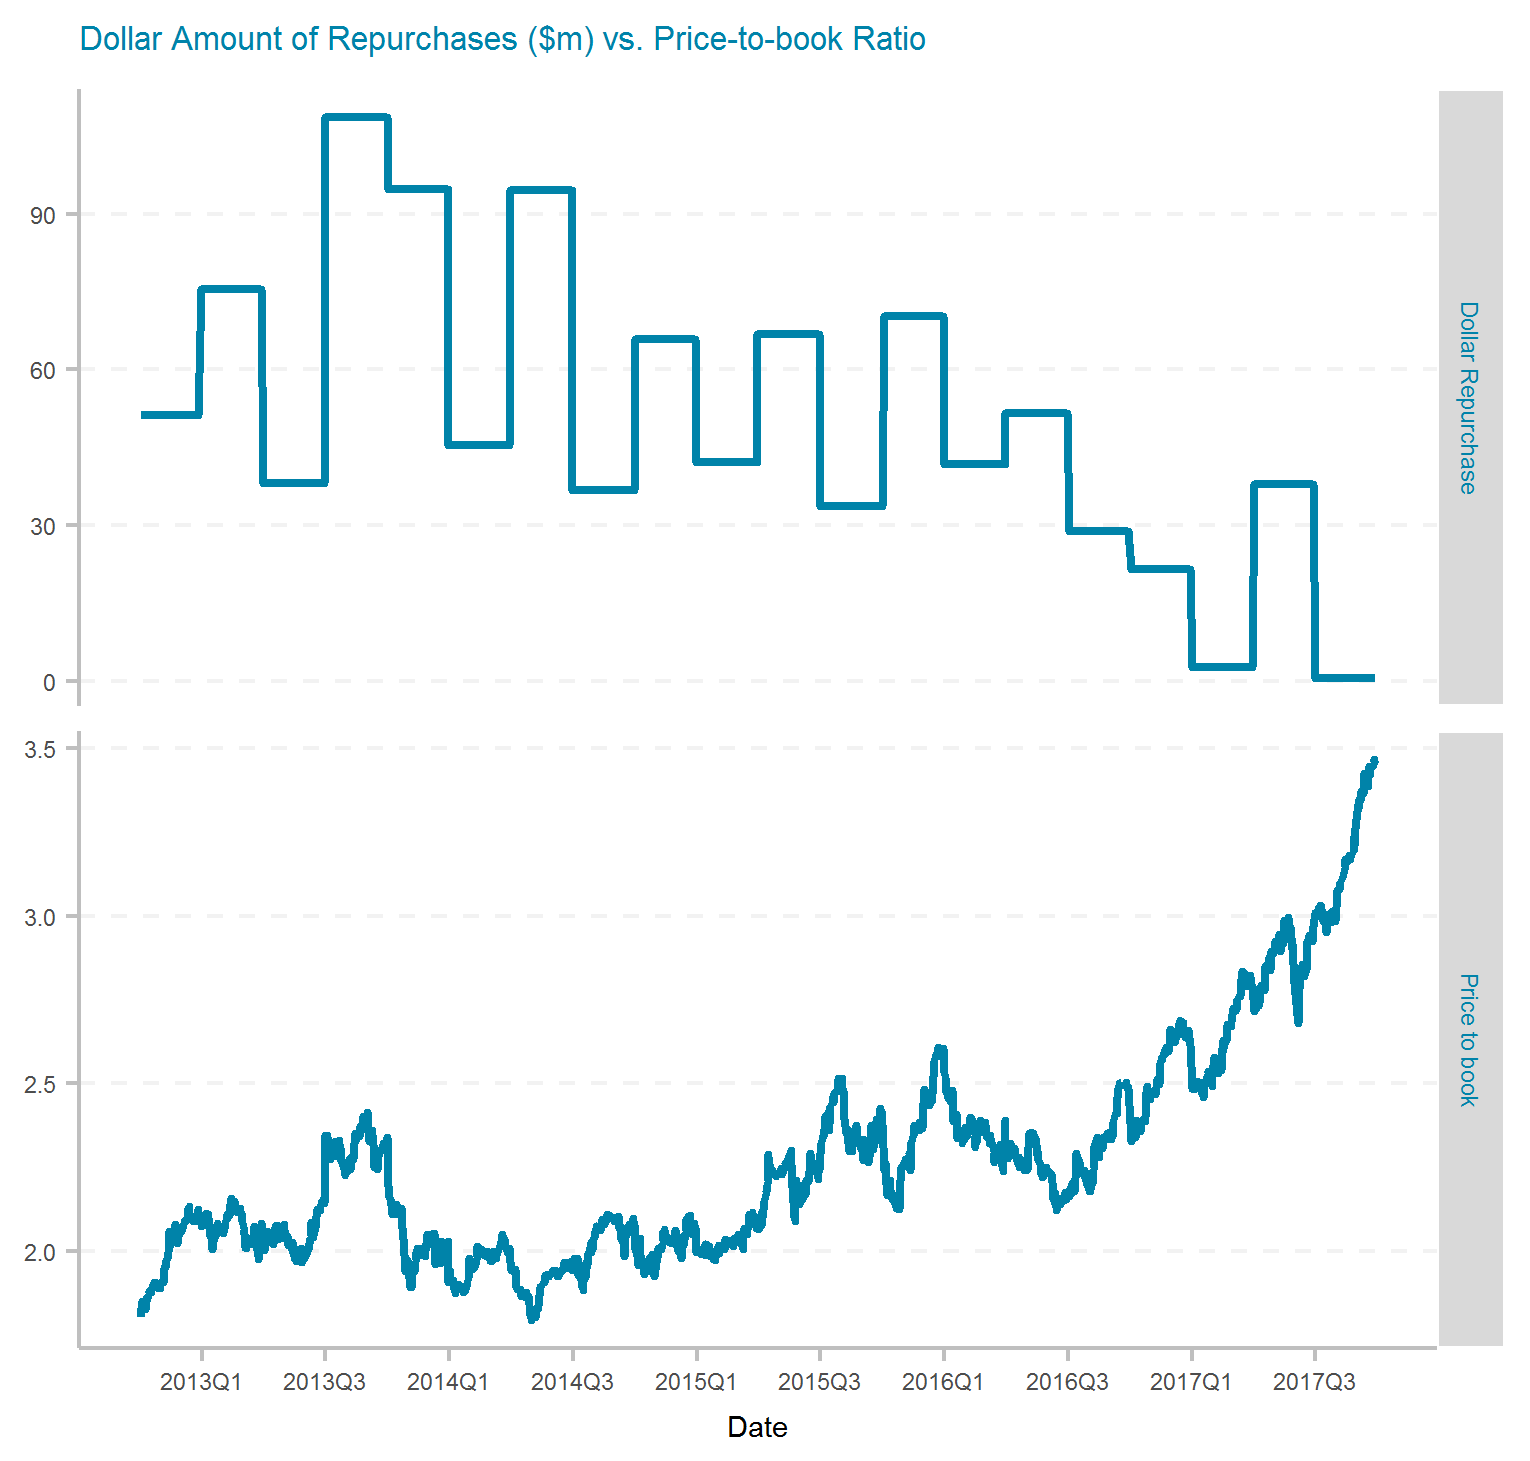 Dollar Amount of Repurchases ($m) vs. Price-to-book Ratio
90
60
30
0
Dollar Repurchase
3.5
3.0
2.5
2.0
Price to book
2013Q1 2013Q3 2014Q1 2014Q3 2015Q1 2015Q3 2016Q1 2016Q3 2017Q1 2017Q3
Date